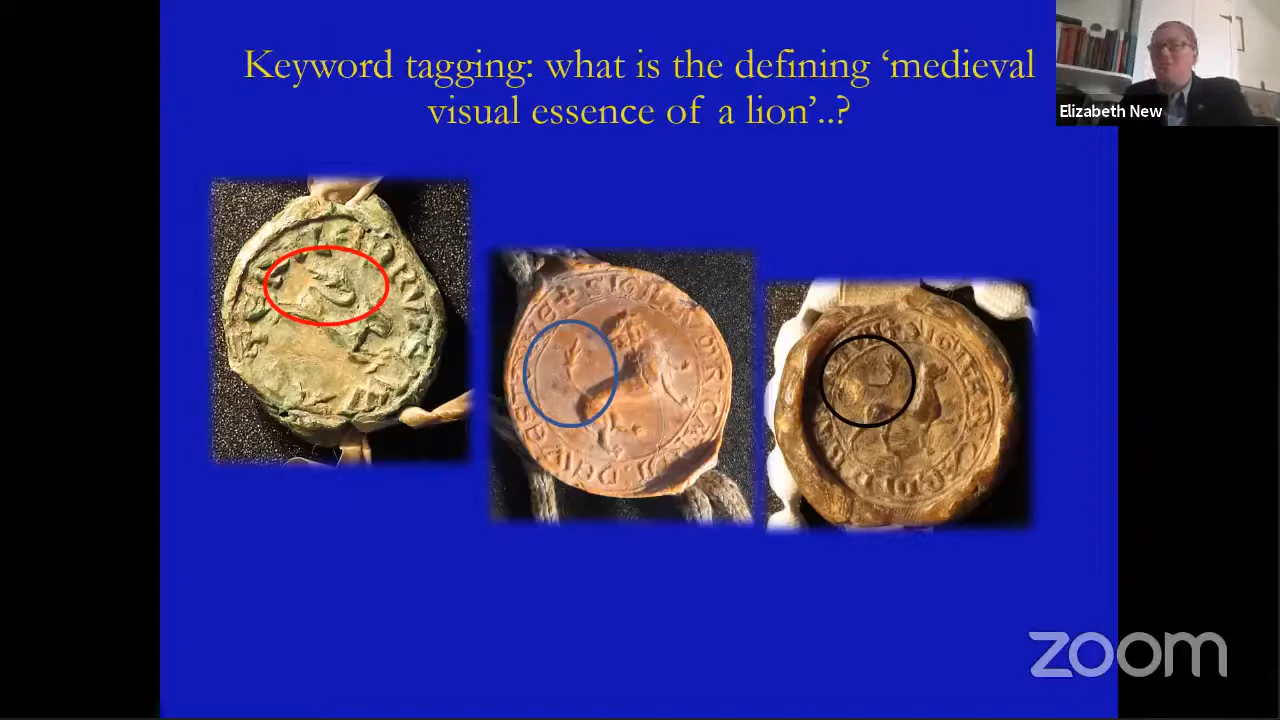 Keyword tagging: what is the defining ‘medieval
visual essence of a lion’..?
Elizabeth New
zoom